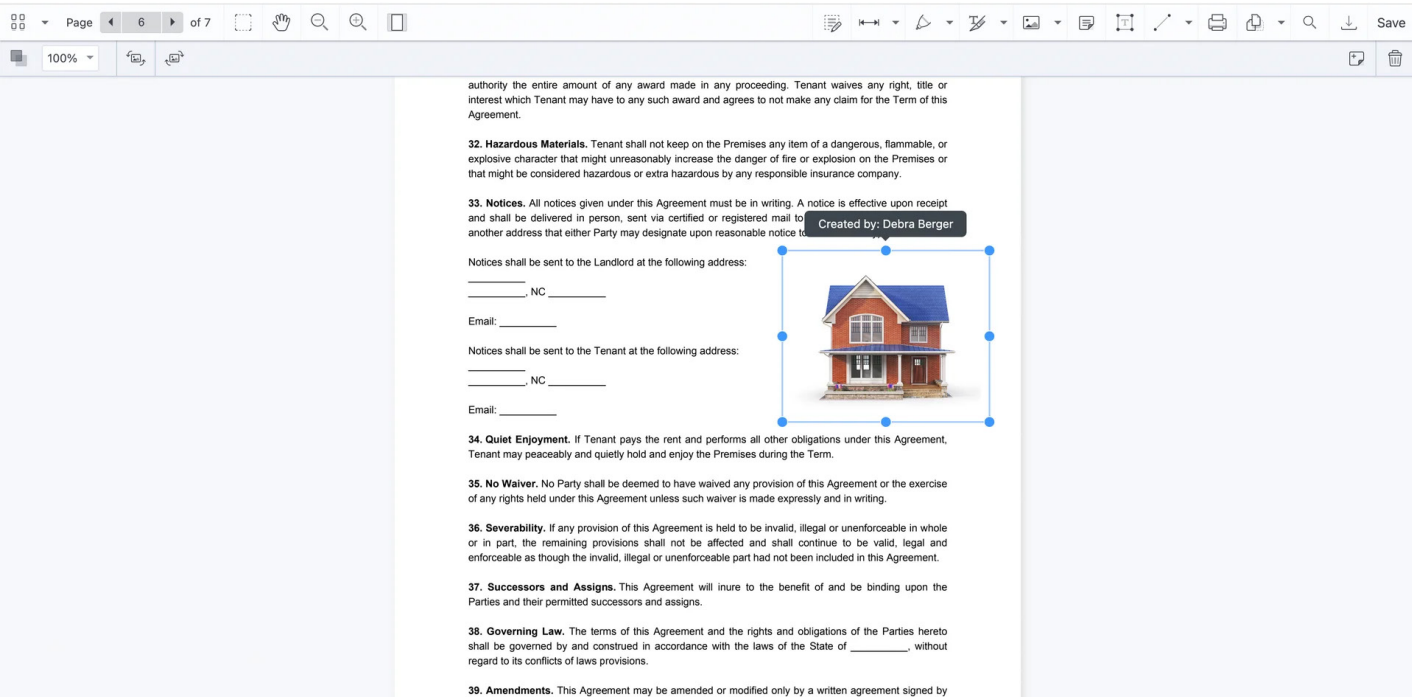 Page 6 of 7
Save
100%
authority the entire amount of any award made in any proceeding. Tenant waives any right, title or
interest which Tenant may have to any such award and agrees to not make any claim for the Term of this
Agreement.
32. Hazardous Materials. Tenant shall not keep on the Premises any item of a dangerous, flammable, or
explosive character that might unreasonably increase the danger of fire or explosion on the Premises or
that might be considered hazardous or extra hazardous by any responsible insurance company.
33. Notices. All notices given under this Agreement must be in writing. A notice is effective upon receipt
and shall be delivered in person, sent via certified or registered mail to
Created by: Debra Berger
another address that either Party may designate upon reasonable notice to
Notices shall be sent to the Landlord at the following address:
__________
__________, NC __________
Email: __________
Notices shall be sent to the Tenant at the following address:
__________
__________, NC __________
Email: __________
34. Quiet Enjoyment. If Tenant pays the rent and performs all other obligations under this Agreement,
Tenant may peaceably and quietly hold and enjoy the Premises during the Term.
35. No Waiver. No Party shall be deemed to have waived any provision of this Agreement or the exercise
of any rights held under this Agreement unless such waiver is made expressly and in writing.
36. Severability. If any provision of this Agreement is held to be invalid, illegal or unenforceable in whole
or in part, the remaining provisions shall not be affected and shall continue to be valid, legal and
enforceable as though the invalid, illegal or unenforceable part had not been included in this Agreement.
37. Successors and Assigns. This Agreement will inure to the benefit of and be binding upon the
Parties and their permitted successors and assigns.
38. Governing Law. The terms of this Agreement and the rights and obligations of the Parties hereto
shall be governed by and construed in accordance with the laws of the State of __________, without
regard to its conflicts of laws provisions.
39. Amendments. This Agreement may be amended or modified only by a written agreement signed by